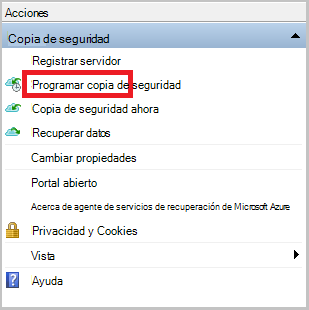 Acciones
Copia de seguridad
Registrar servidor
Programar copia de seguridad
Copia de seguridad ahora
Recuperar datos
Cambiar propiedades
Portal abierto
Acerca de agente de servicios de recuperación de Microsoft Azure
Privacidad y Cookies
Vista
Ayuda